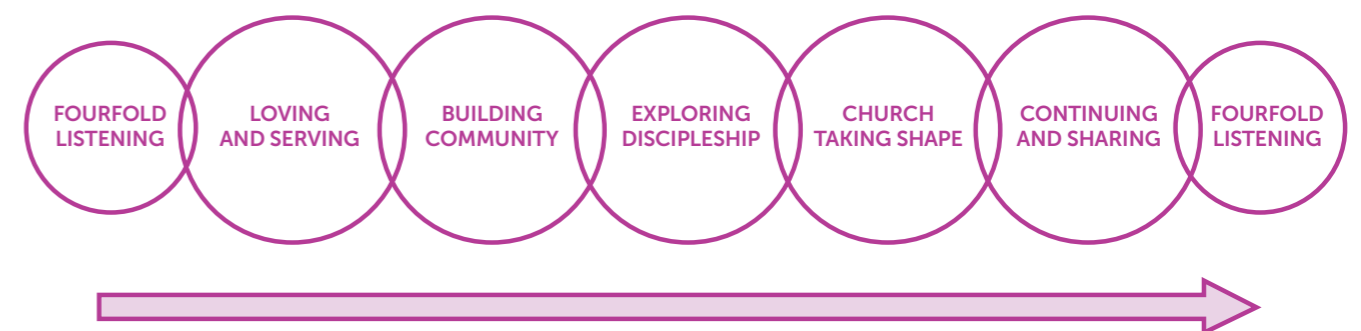 FOURFOLD
LISTENING
LOVING
AND SERVING
BUILDING
COMMUNITY
EXPLORING
DISCIPLESHIP
CHURCH
TAKING SHAPE
CONTINUING
AND SHARING
FOURFOLD
LISTENING